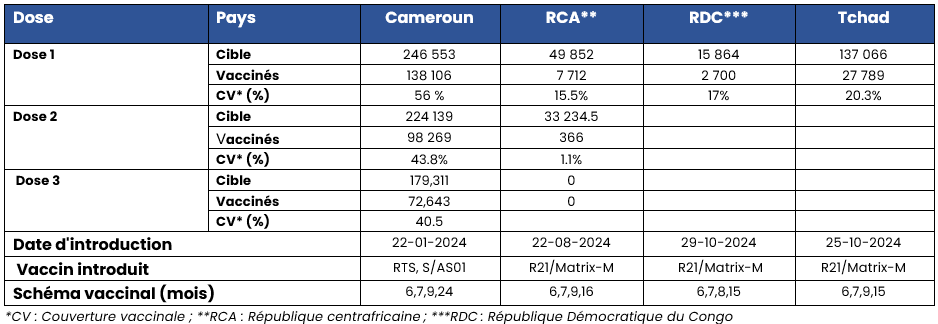 Dose Pays Cameroun RCA** RDC*** Tchad
Dose 1 Cible 246 553 49 852 15 864 137 066
Vaccinés 138 106 7 712 2 700 27 789
CV* (%) 56 % 15.5% 17% 20.3%
Dose 2 Cible 224 139 33 234.5
Vaccinés 98 269 366
CV* (%) 43.8% 1.1%
Dose 3 Cible 179,311 0
Vaccinés 72,643 0
CV* (%) 40.5
Date d'introduction 22-01-2024 22-08-2024 29-10-2024 25-10-2024
Vaccin introduit RTS, S/AS01 R21/Matrix-M R21/Matrix-M R21/Matrix-M
Schéma vaccinal (mois) 6,7,9,24 6,7,9,16 6,7,8,15 6,7,9,15
*CV : Couverture vaccinale ; **RCA : République centrafricaine ; ***RDC : République Démocratique du Congo